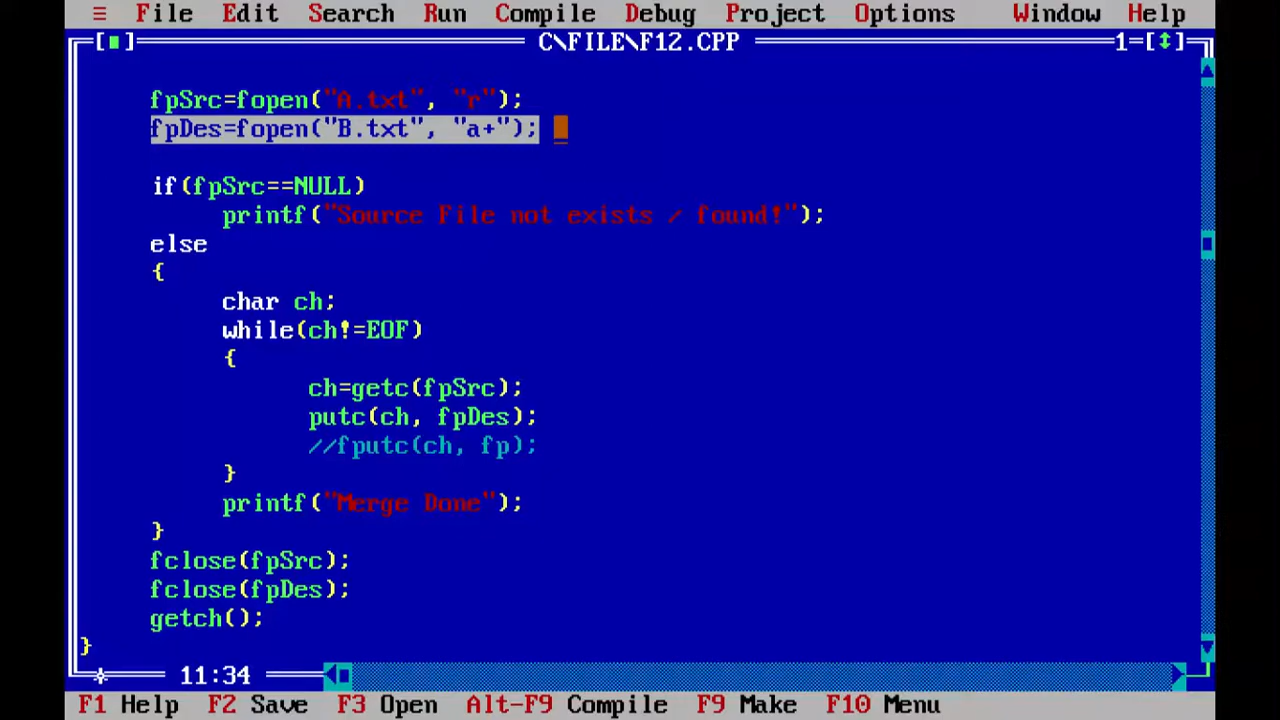 ≡ File Edit Search Run Compile Debug Project Options Window Help
[■] C\FILE\F12.CPP 1=[↕]
fpSrc=fopen("A.txt", "r");
fpDes=fopen("B.txt", "a+");
if(fpSrc==NULL)
printf("Source File not exists / found!");
else
{
char ch;
while(ch!=EOF)
{
ch=getc(fpSrc);
putc(ch, fpDes);
//fputc(ch, fp);
}
printf("Merge Done");
}
fclose(fpSrc);
fclose(fpDes);
getch();
}
11:34
F1 Help F2 Save F3 Open Alt-F9 Compile F9 Make F10 Menu